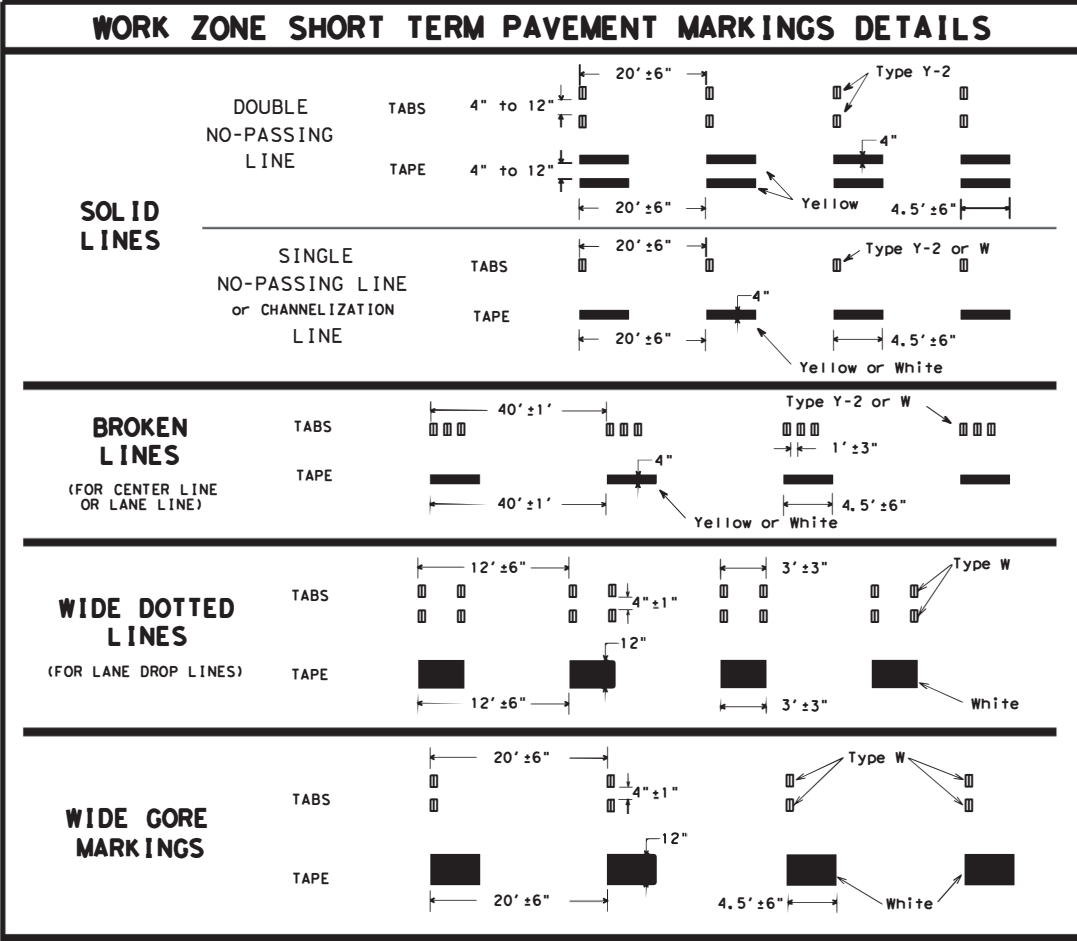 WORK ZONE SHORT TERM PAVEMENT MARKINGS DETAILS
SOLID
LINES
DOUBLE
NO-PASSING
LINE
TABS
4" to 12"
20'±6"
Type Y-2
TAPE
4" to 12"
4"
20'±6"
Yellow
4.5'±6"
SINGLE
NO-PASSING LINE
or CHANNELIZATION
LINE
TABS
20'±6"
Type Y-2 or W
TAPE
4"
20'±6"
4.5'±6"
Yellow or White
BROKEN
LINES
(FOR CENTER LINE
OR LANE LINE)
TABS
40'±1'
Type Y-2 or W
1'±3"
TAPE
4"
40'±1'
4.5'±6"
Yellow or White
WIDE DOTTED
LINES
(FOR LANE DROP LINES)
TABS
12'±6"
3'±3"
Type W
4"±1"
TAPE
12"
12'±6"
3'±3"
White
WIDE GORE
MARKINGS
TABS
20'±6"
Type W
4"±1"
TAPE
12"
20'±6"
4.5'±6"
White